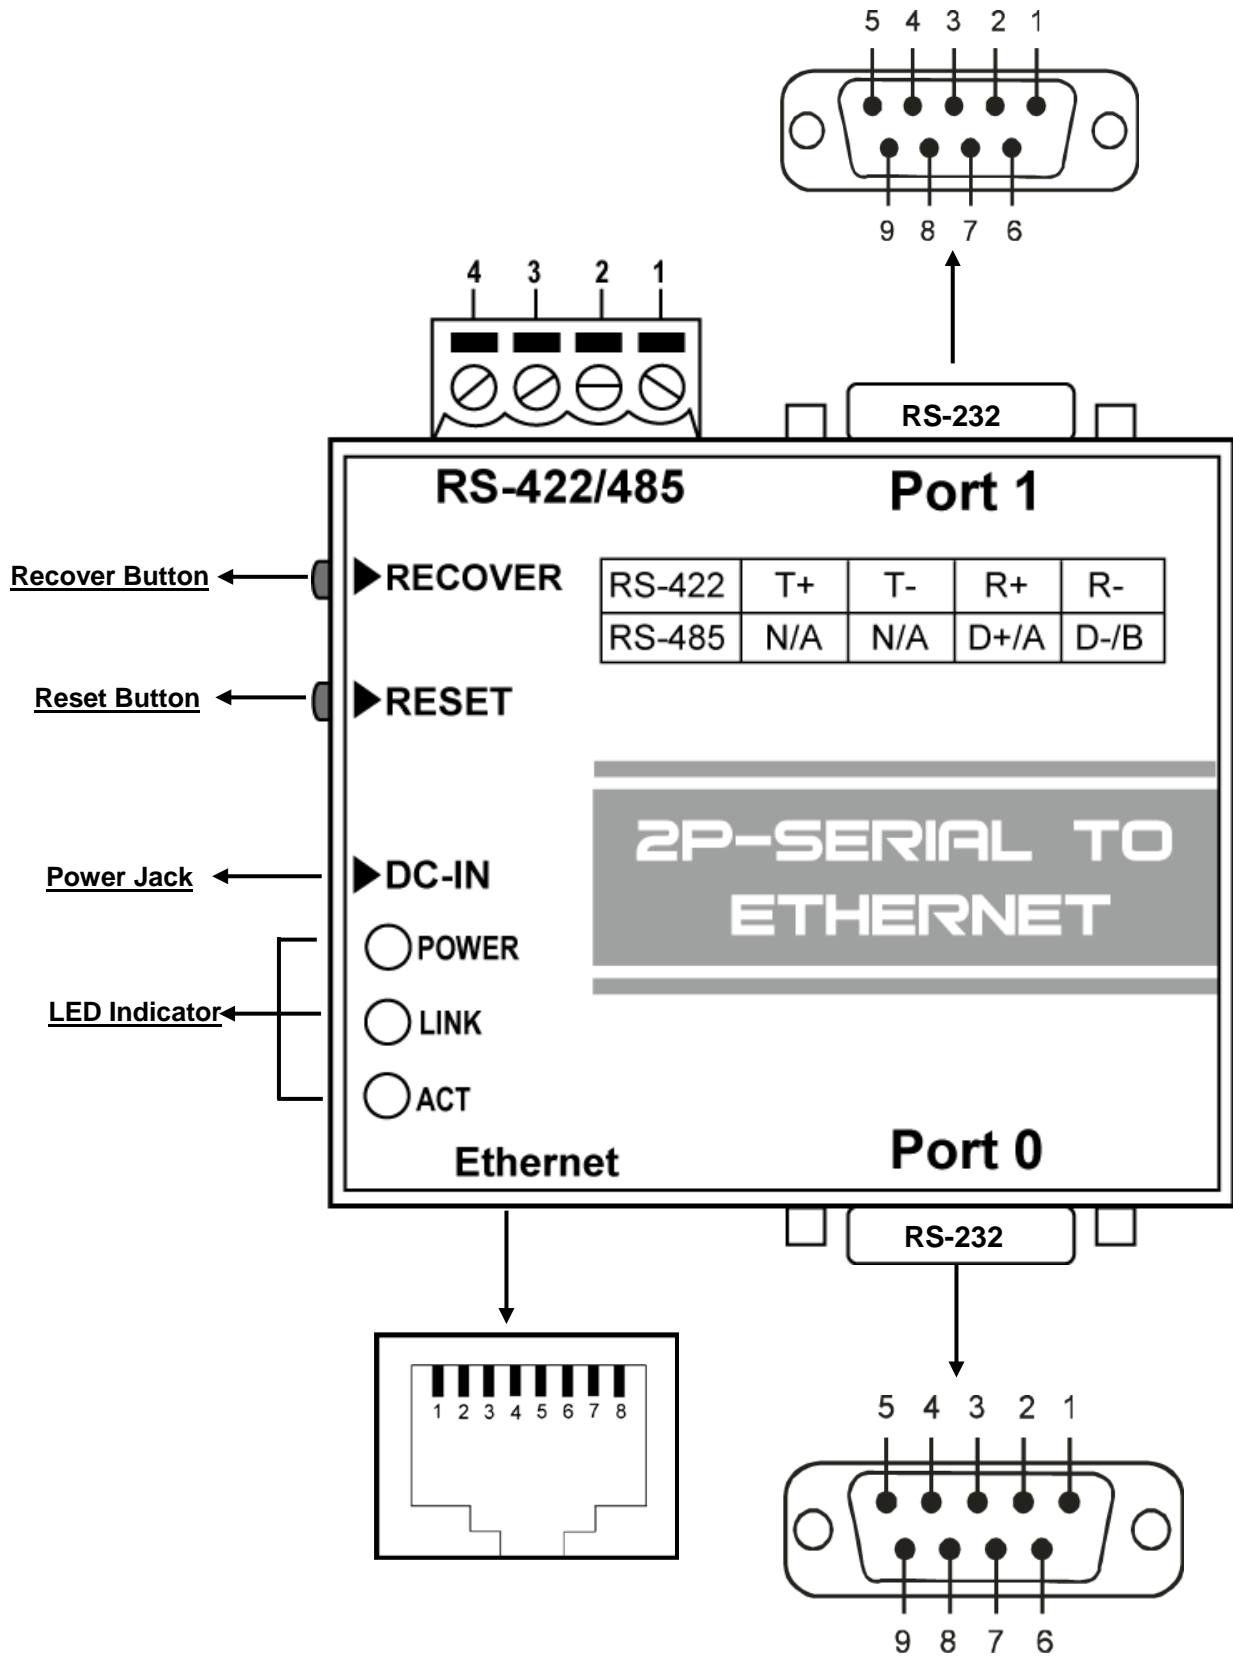 5 4 3 2 1
9 8 7 6
4 3 2 1
RS-232
RS-422/485
Port 1
Recover Button
RECOVER
RS-422 T+ T- R+ R-
RS-485 N/A N/A D+/A D-/B
Reset Button
RESET
2P-SERIAL TO
ETHERNET
Power Jack
DC-IN
POWER
LED Indicator
LINK
ACT
Ethernet
Port 0
RS-232
1 2 3 4 5 6 7 8
5 4 3 2 1
9 8 7 6